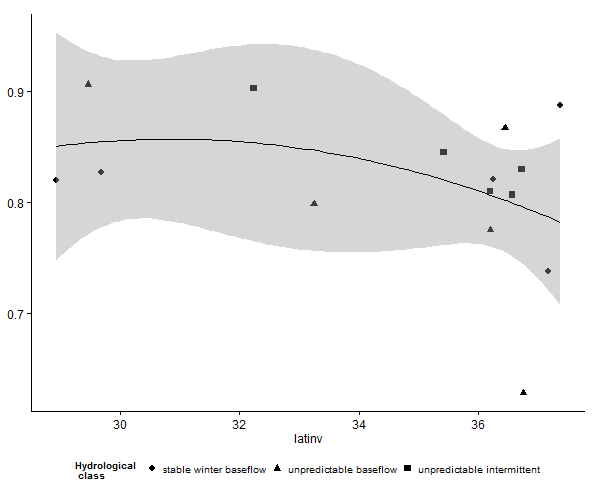 0.9
0.8
0.7
30 32 34 36
latinv
Hydrological
class
stable winter baseflow unpredictable baseflow unpredictable intermittent